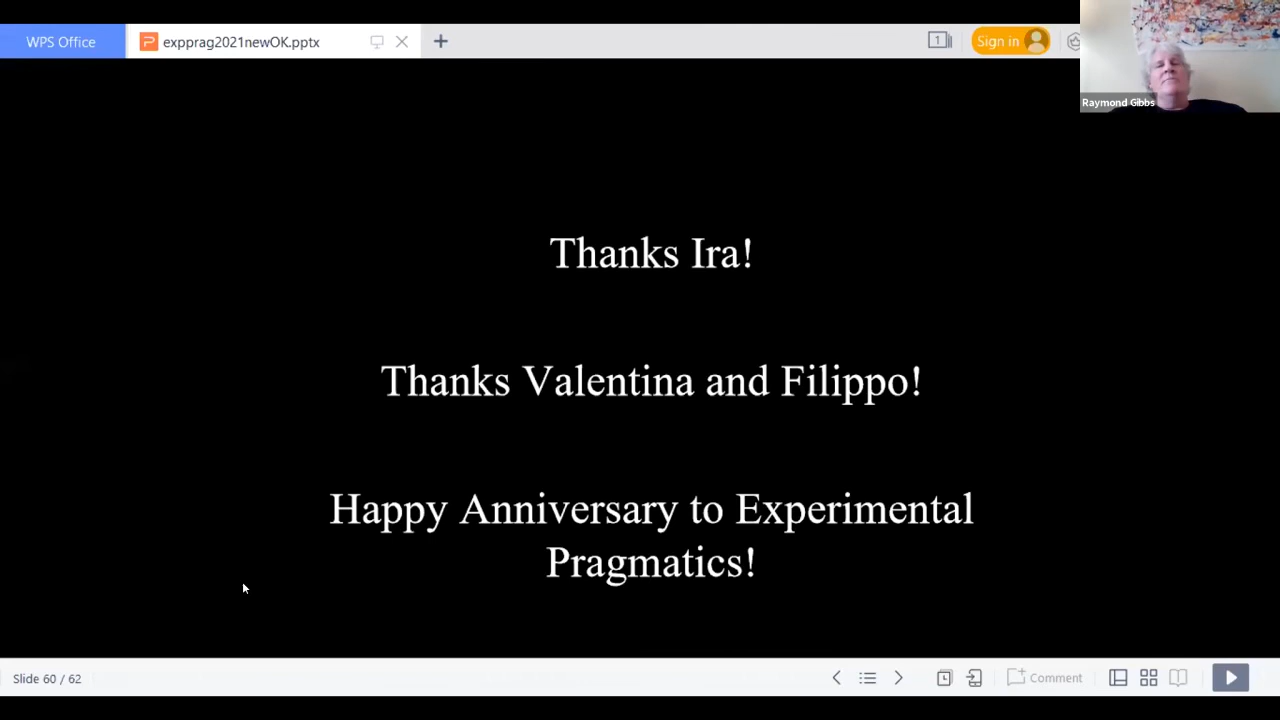 WPS Office
expprag2021newOK.pptx
1
Sign in
Raymond Gibbs
Thanks Ira!
Thanks Valentina and Filippo!
Happy Anniversary to Experimental
Pragmatics!
Slide 60 / 62
Comment